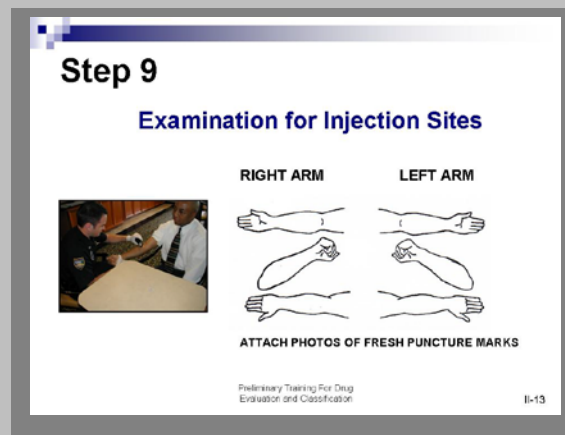 Step 9
Examination for Injection Sites
RIGHT ARM
LEFT ARM
ATTACH PHOTOS OF FRESH PUNCTURE MARKS
Preliminary Training For Drug
Evaluation and Classification
II-13